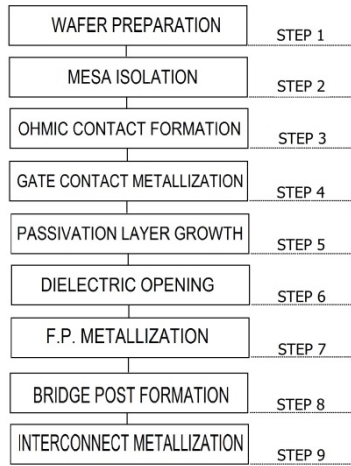 WAFER PREPARATION
STEP 1
MESA ISOLATION
STEP 2
OHMIC CONTACT FORMATION
STEP 3
GATE CONTACT METALLIZATION
STEP 4
PASSIVATION LAYER GROWTH
STEP 5
DIELECTRIC OPENING
STEP 6
F.P. METALLIZATION
STEP 7
BRIDGE POST FORMATION
STEP 8
INTERCONNECT METALLIZATION
STEP 9